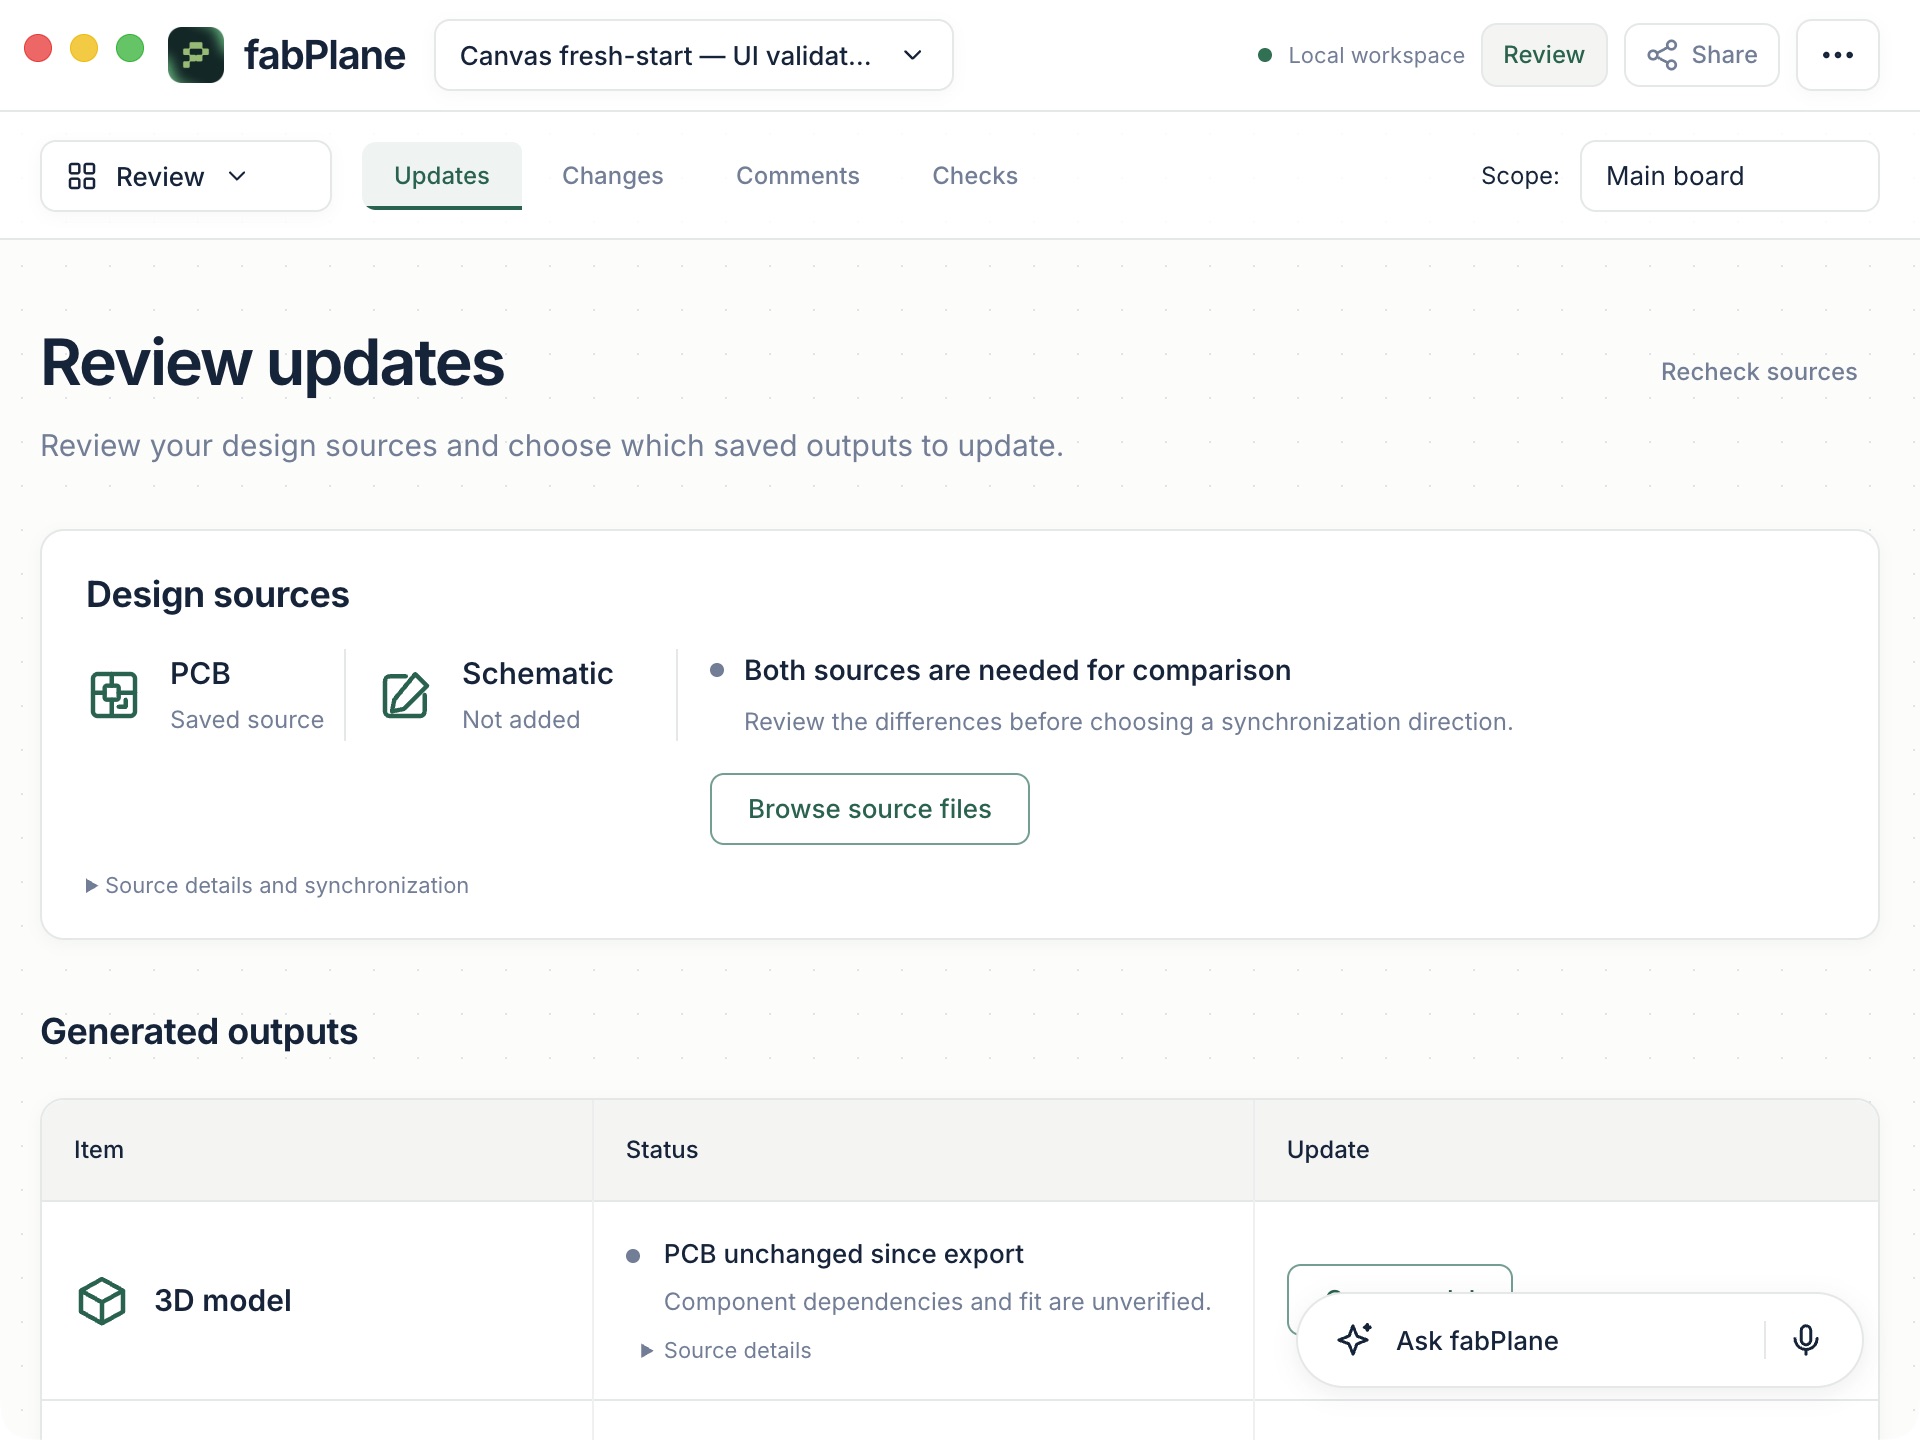 fabPlane
Canvas fresh-start — UI validat...
Local workspace
Review
Share
Review
Updates
Changes
Comments
Checks
Scope:
Main board
Review updates
Recheck sources
Review your design sources and choose which saved outputs to update.
Design sources
PCB
Saved source
Schematic
Not added
Both sources are needed for comparison
Review the differences before choosing a synchronization direction.
Browse source files
Source details and synchronization
Generated outputs
Item
Status
Update
3D model
PCB unchanged since export
Component dependencies and fit are unverified.
Source details
Ask fabPlane